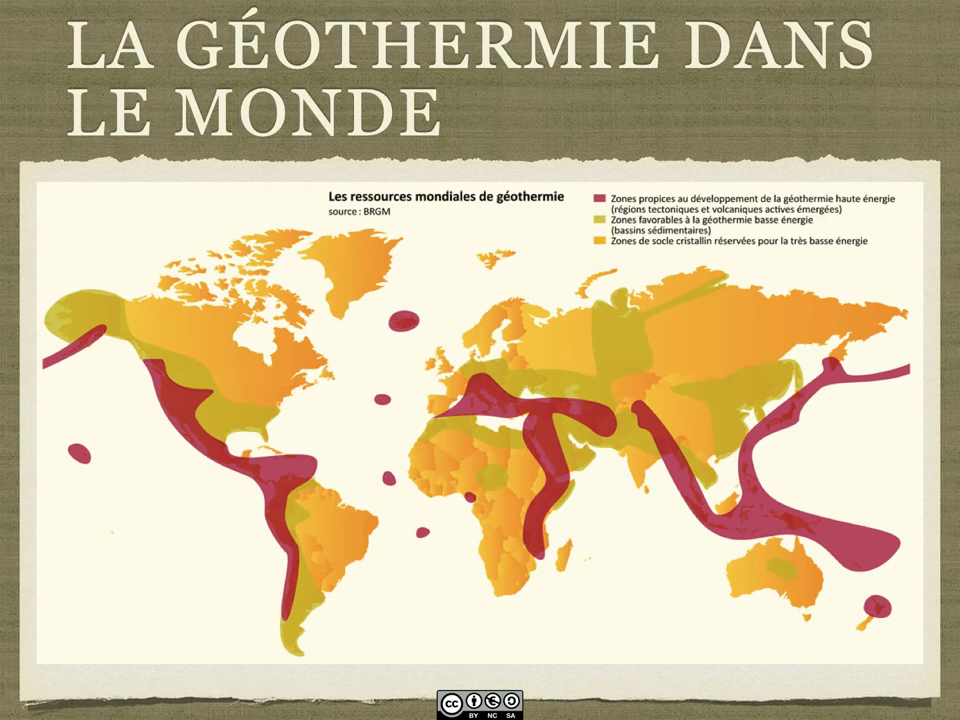 LA GÉOTHERMIE DANS
LE MONDE
Les ressources mondiales de géothermie
source : BRGM
Zones propices au développement de la géothermie haute énergie
(régions tectoniques et volcaniques actives émergées)
Zones favorables à la géothermie basse énergie
(bassins sédimentaires)
Zones de socle cristallin réservées pour la très basse énergie
cc
BY NC SA